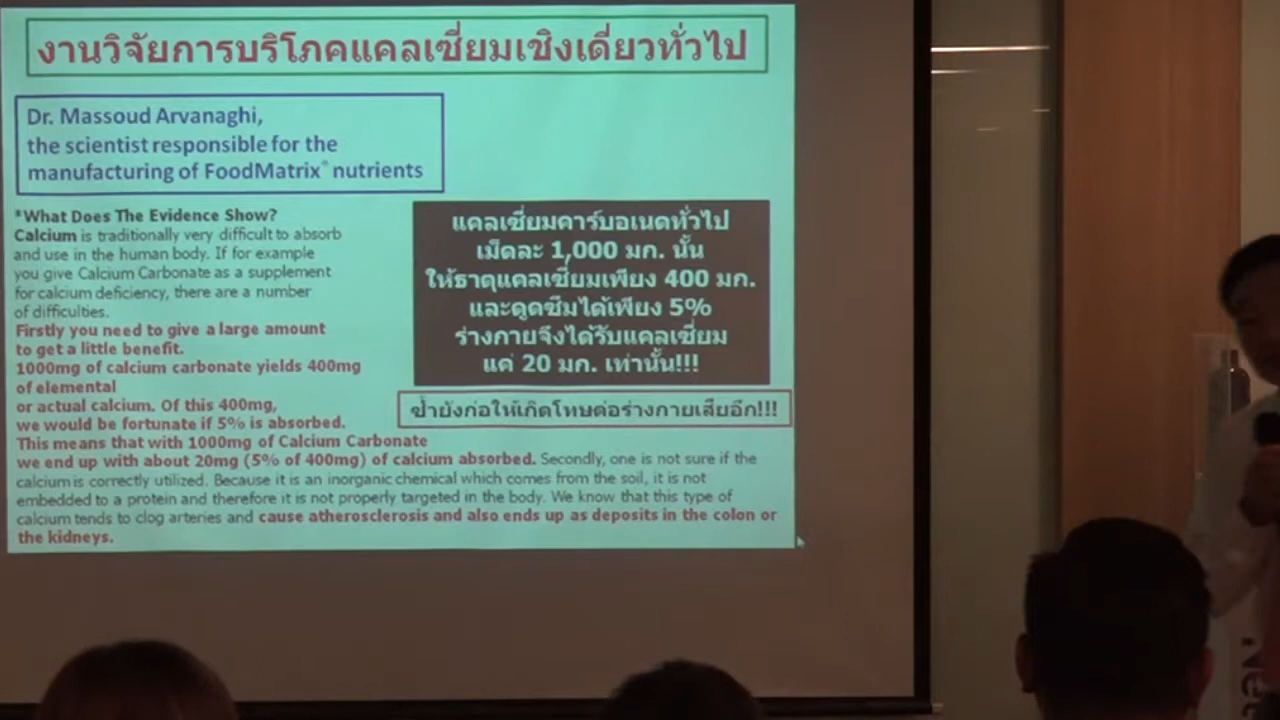 งานวิจัยการบริโภคแคลเซี่ยมเชิงเดี่ยวทั่วไป
Dr. Massoud Arvanaghi,
the scientist responsible for the
manufacturing of FoodMatrix® nutrients
*What Does The Evidence Show?
Calcium is traditionally very difficult to absorb
and use in the human body. If for example
you give Calcium Carbonate as a supplement
for calcium deficiency, there are a number
of difficulties.
Firstly you need to give a large amount
to get a little benefit.
1000mg of calcium carbonate yields 400mg
of elemental
or actual calcium. Of this 400mg,
we would be fortunate if 5% is absorbed.
This means that with 1000mg of Calcium Carbonate
we end up with about 20mg (5% of 400mg) of calcium absorbed. Secondly, one is not sure if the
calcium is correctly utilized. Because it is an inorganic chemical which comes from the soil, it is not
embedded to a protein and therefore it is not properly targeted in the body. We know that this type of
calcium tends to clog arteries and cause atherosclerosis and also ends up as deposits in the colon or
the kidneys.
แคลเซี่ยมคาร์บอเนตทั่วไป
เม็ดละ 1,000 มก. นั้น
ให้ธาตุแคลเซี่ยมเพียง 400 มก.
และดูดซึมได้เพียง 5%
ร่างกายจึงได้รับแคลเซี่ยม
แค่ 20 มก. เท่านั้น!!!
ซ้ำยังก่อให้เกิดโทษต่อร่างกายเสียอีก!!!